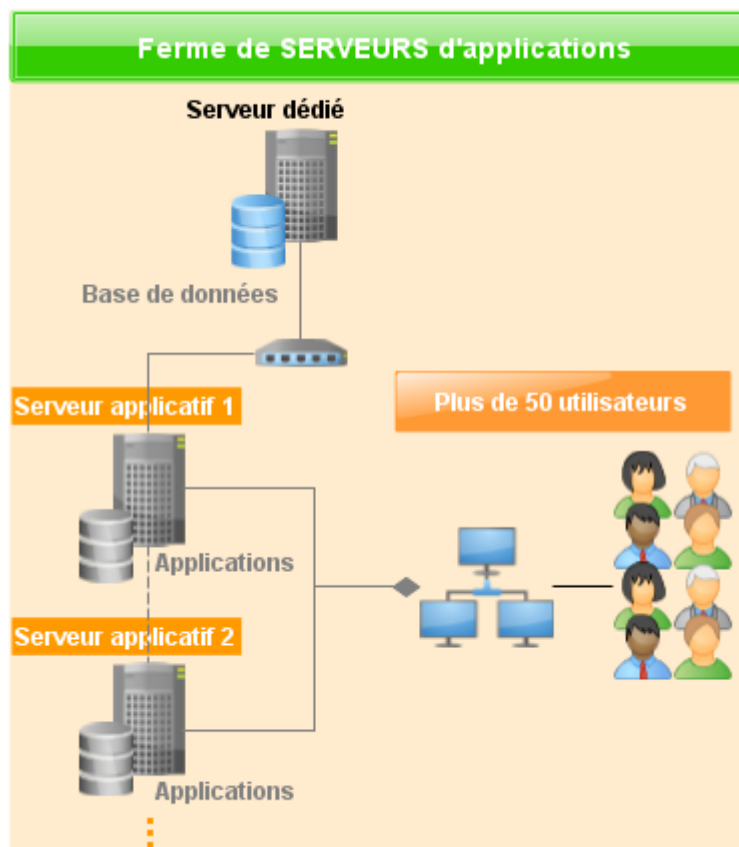 Ferme de SERVEURS d'applications
Serveur dédié
Base de données
Serveur applicatif 1
Plus de 50 utilisateurs
Applications
Serveur applicatif 2
Applications